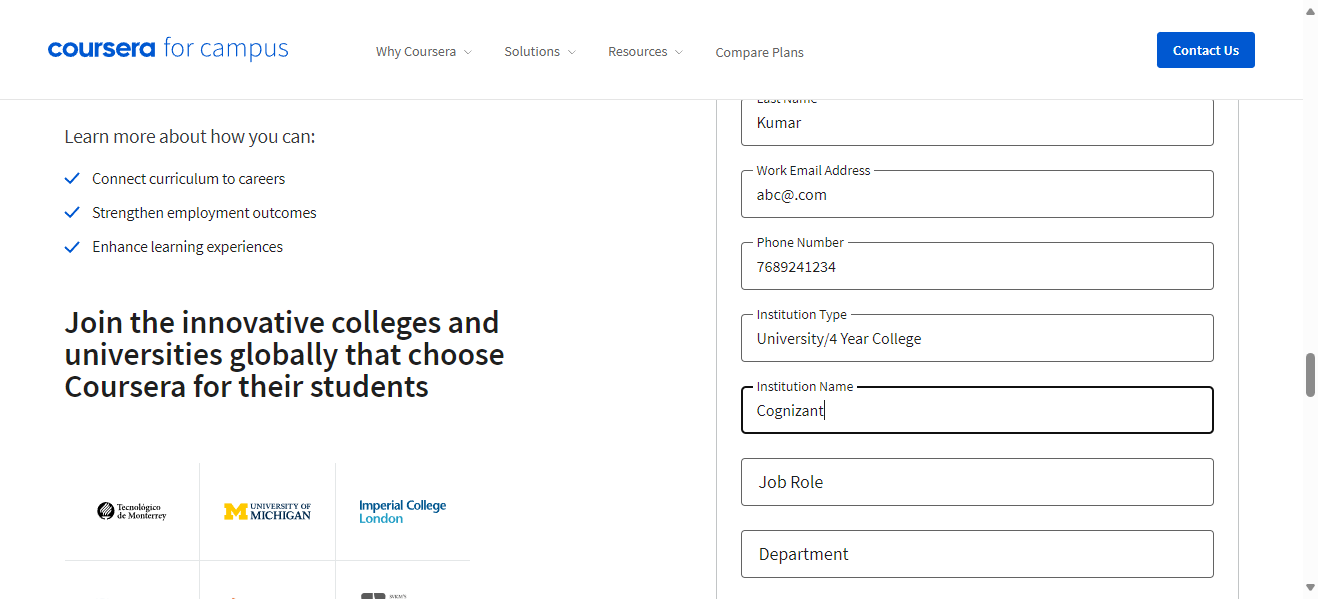 coursera for campus
Why Coursera
Solutions
Resources
Compare Plans
Contact Us
Learn more about how you can:
Connect curriculum to careers
Strengthen employment outcomes
Enhance learning experiences
Join the innovative colleges and
universities globally that choose
Coursera for their students
Tecnológico
de Monterrey
UNIVERSITY OF
MICHIGAN
Imperial College
London
Last Name
Kumar
Work Email Address
abc@.com
Phone Number
7689241234
Institution Type
University/4 Year College
Institution Name
Cognizant
Job Role
Department